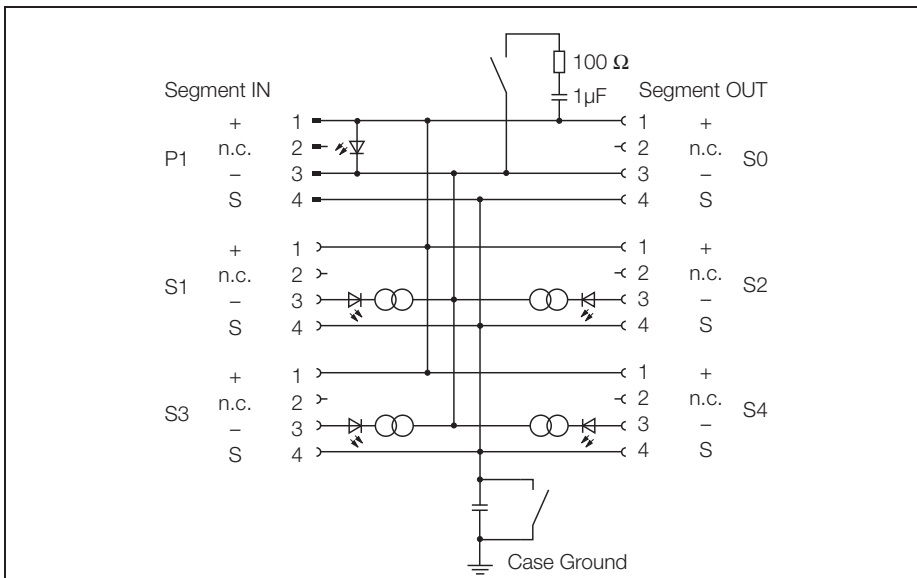 100 Ω
Segment IN 1µF Segment OUT
+ 1 1 +
n.c. 2 2 n.c.
P1 S0
– 3 3 –
S 4 4 S
+ 1 1 +
n.c. 2 2 n.c.
S1 S2
– 3 3 –
S 4 4 S
+ 1 1 +
n.c. 2 2 n.c.
S3 S4
– 3 3 –
S 4 4 S
Case Ground